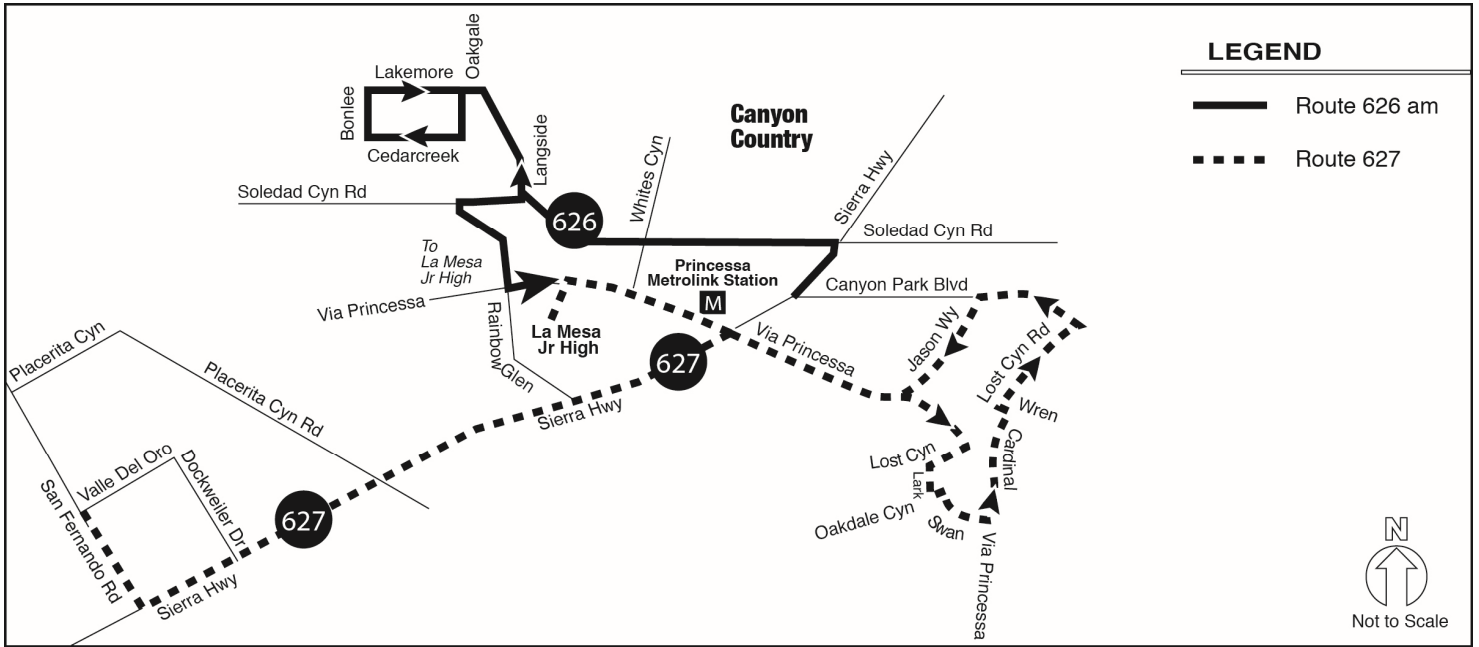 LEGEND
Route 626 am
Route 627
Oakgale
Lakemore
Bonlee
Cedarcreek
Langside
Canyon
Country
Soledad Cyn Rd
626
Whites Cyn
Sierra Hwy
Soledad Cyn Rd
To
La Mesa
Jr High
Princessa
Metrolink Station
M
Canyon Park Blvd
Via Princessa
Rainbow Glen
La Mesa
Jr High
627
Via Princessa
Jason Wy
Lost Cyn Rd
Wren
Cardinal
Placerita Cyn
Placerita Cyn Rd
Sierra Hwy
Lost Cyn
Lark
Oakdale Cyn
Swan
Via Princessa
Valle Del Oro
Dockweiler Dr
San Fernando Rd
627
Sierra Hwy
N
Not to Scale